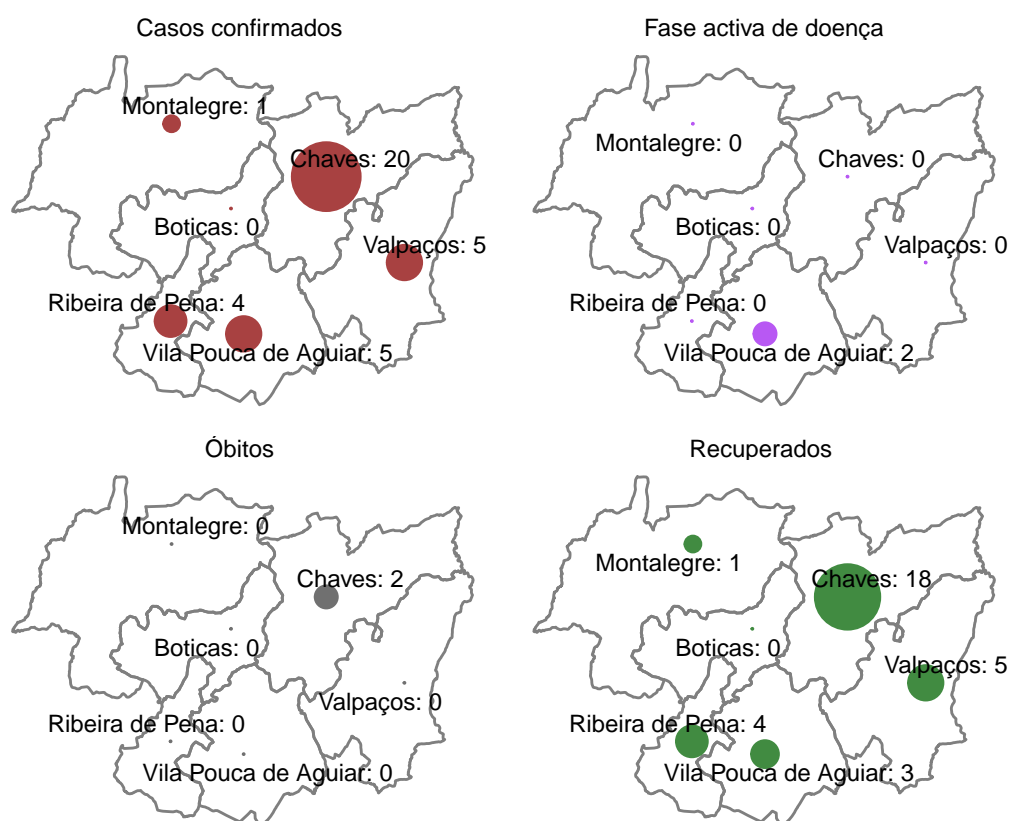 Casos confirmados
Montalegre: 1
Chaves: 20
Boticas: 0
Valpaços: 5
Ribeira de Pena: 4
Vila Pouca de Aguiar: 5
Fase activa de doença
Montalegre: 0
Chaves: 0
Boticas: 0
Valpaços: 0
Ribeira de Pena: 0
Vila Pouca de Aguiar: 2
Óbitos
Montalegre: 0
Chaves: 2
Boticas: 0
Valpaços: 0
Ribeira de Pena: 0
Vila Pouca de Aguiar: 0
Recuperados
Montalegre: 1
Chaves: 18
Boticas: 0
Valpaços: 5
Ribeira de Pena: 4
Vila Pouca de Aguiar: 3